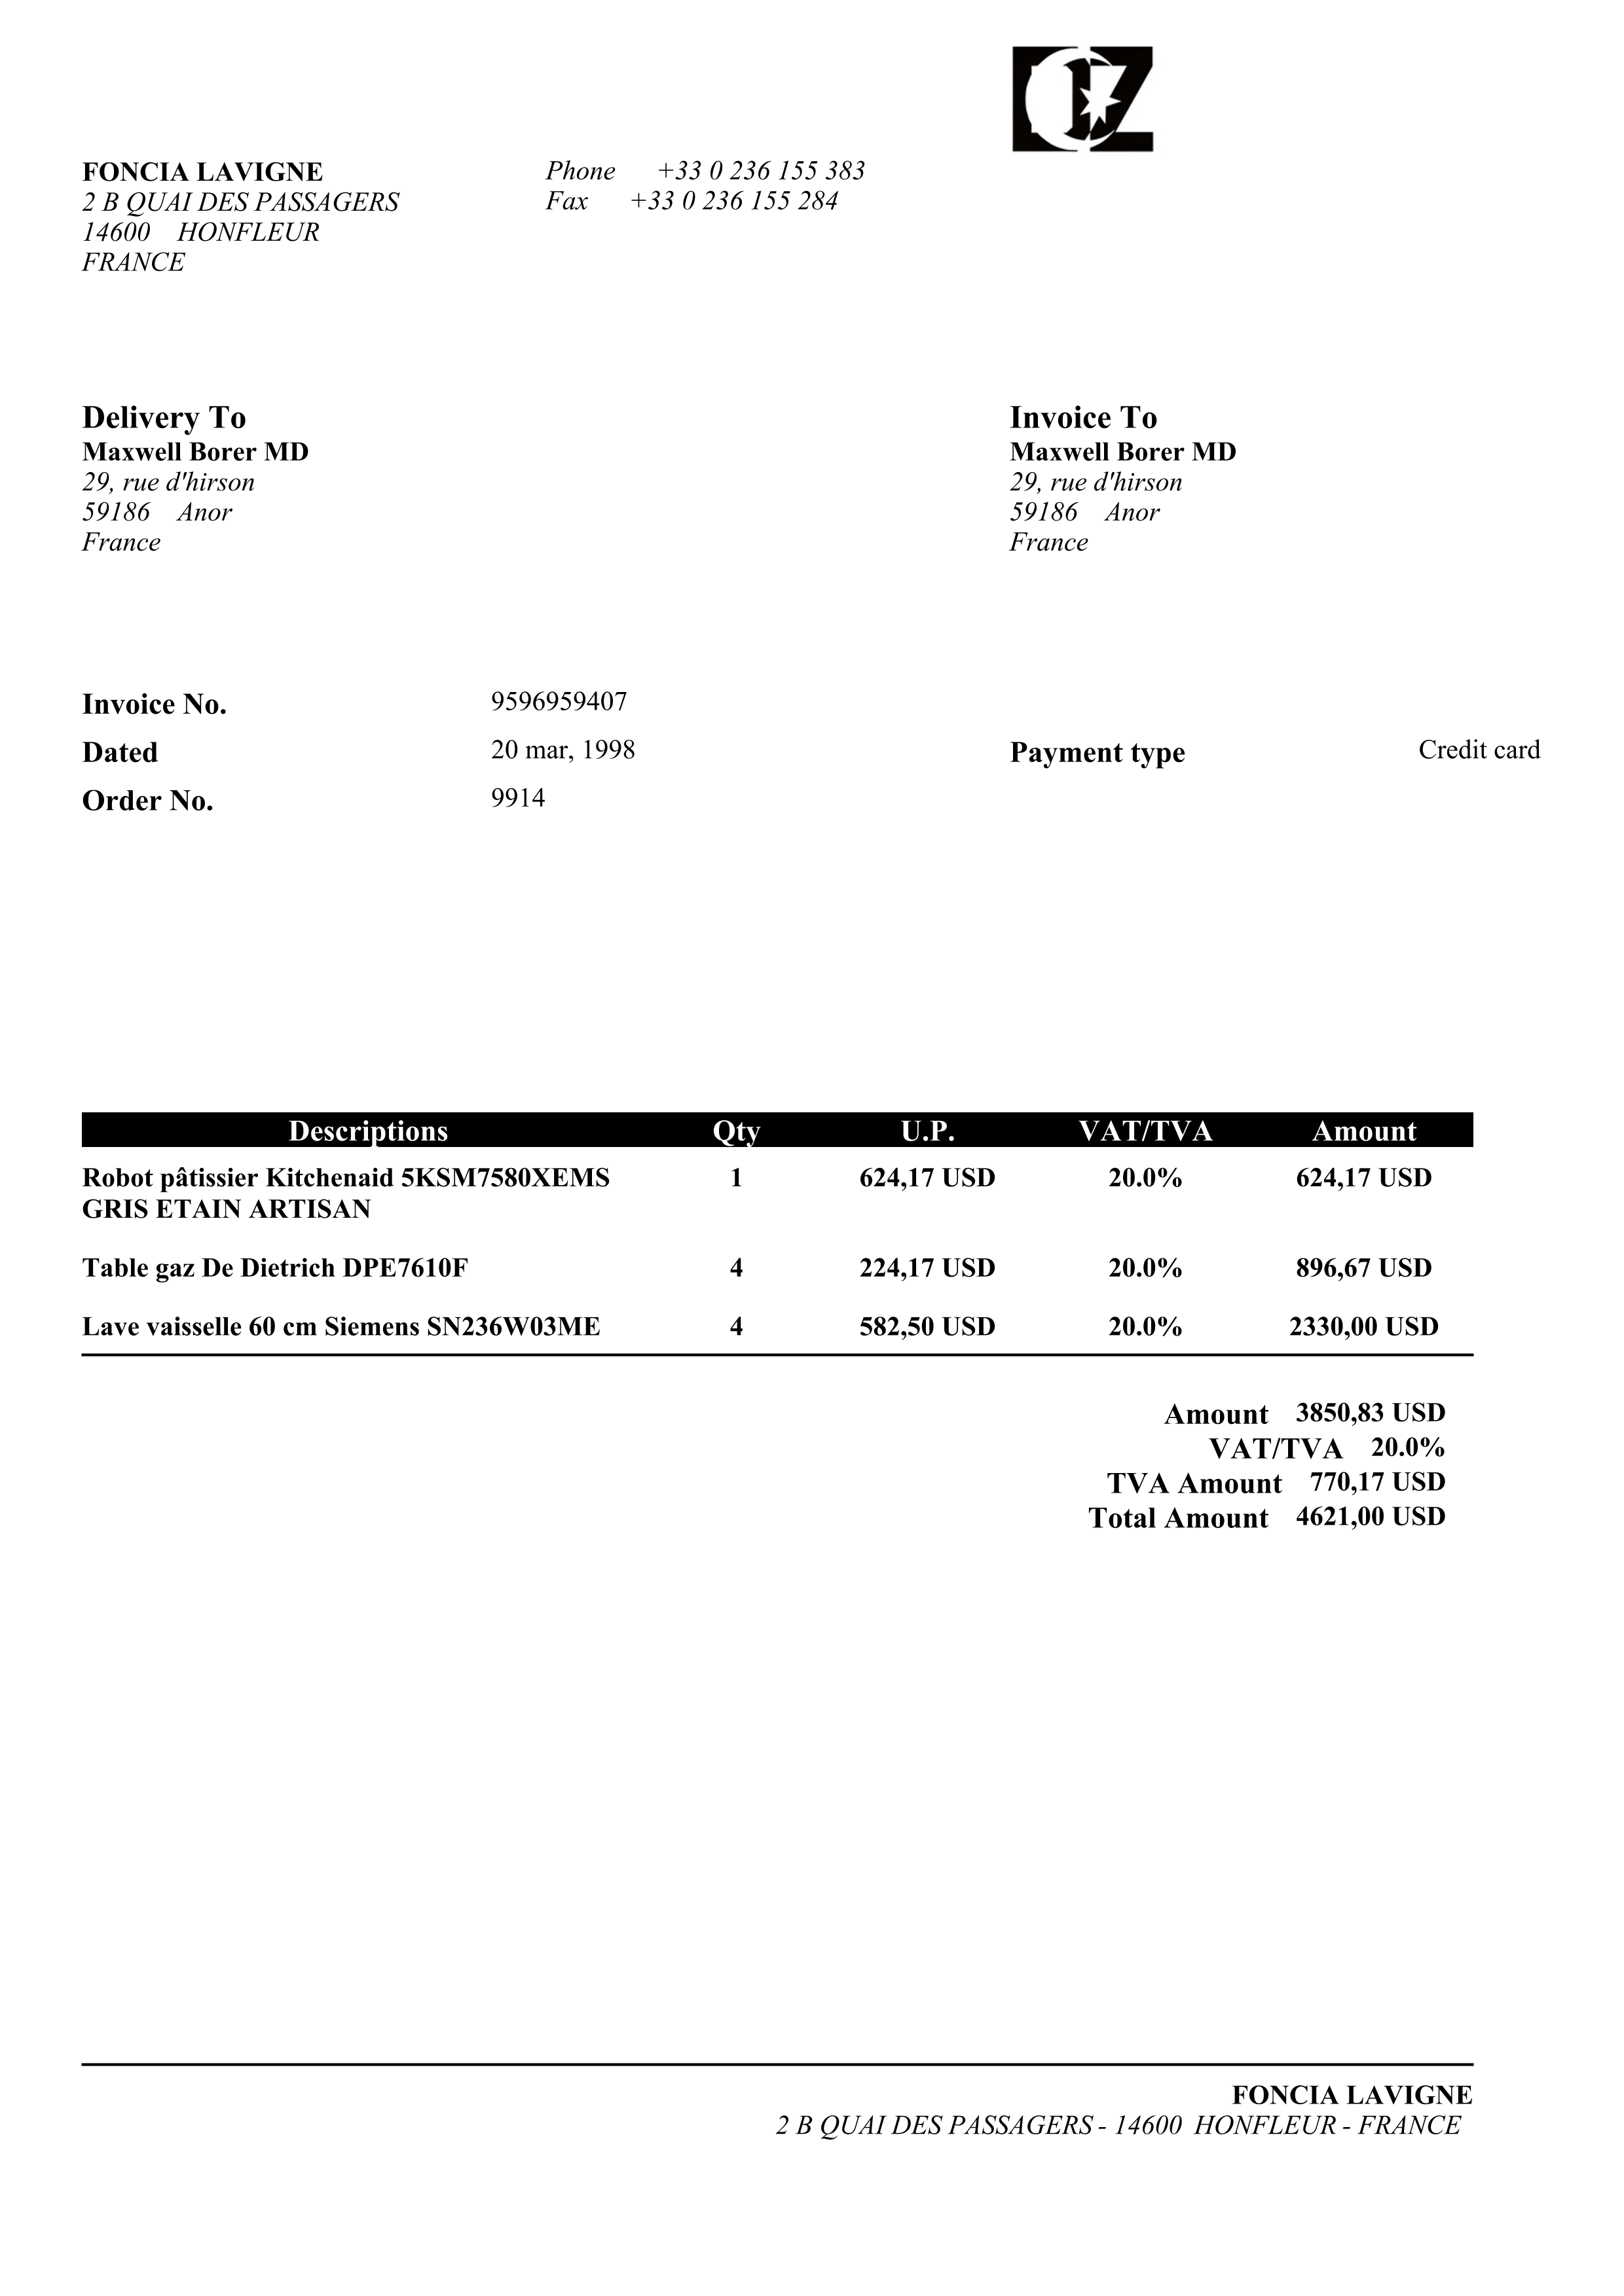 FONCIA LAVIGNE
2 B QUAI DES PASSAGERS
14600 HONFLEUR
FRANCE
Phone +33 0 236 155 383
Fax +33 0 236 155 284
Delivery To
Maxwell Borer MD
29, rue d'hirson
59186 Anor
France
Invoice To
Maxwell Borer MD
29, rue d'hirson
59186 Anor
France
Invoice No. 9596959407
Dated 20 mar, 1998
Payment type Credit card
Order No. 9914
Descriptions Qty U.P. VAT/TVA Amount
Robot pâtissier Kitchenaid 5KSM7580XEMS 1 624,17 USD 20.0% 624,17 USD
GRIS ETAIN ARTISAN
Table gaz De Dietrich DPE7610F 4 224,17 USD 20.0% 896,67 USD
Lave vaisselle 60 cm Siemens SN236W03ME 4 582,50 USD 20.0% 2330,00 USD
Amount 3850,83 USD
VAT/TVA 20.0%
TVA Amount 770,17 USD
Total Amount 4621,00 USD
FONCIA LAVIGNE
2 B QUAI DES PASSAGERS - 14600 HONFLEUR - FRANCE